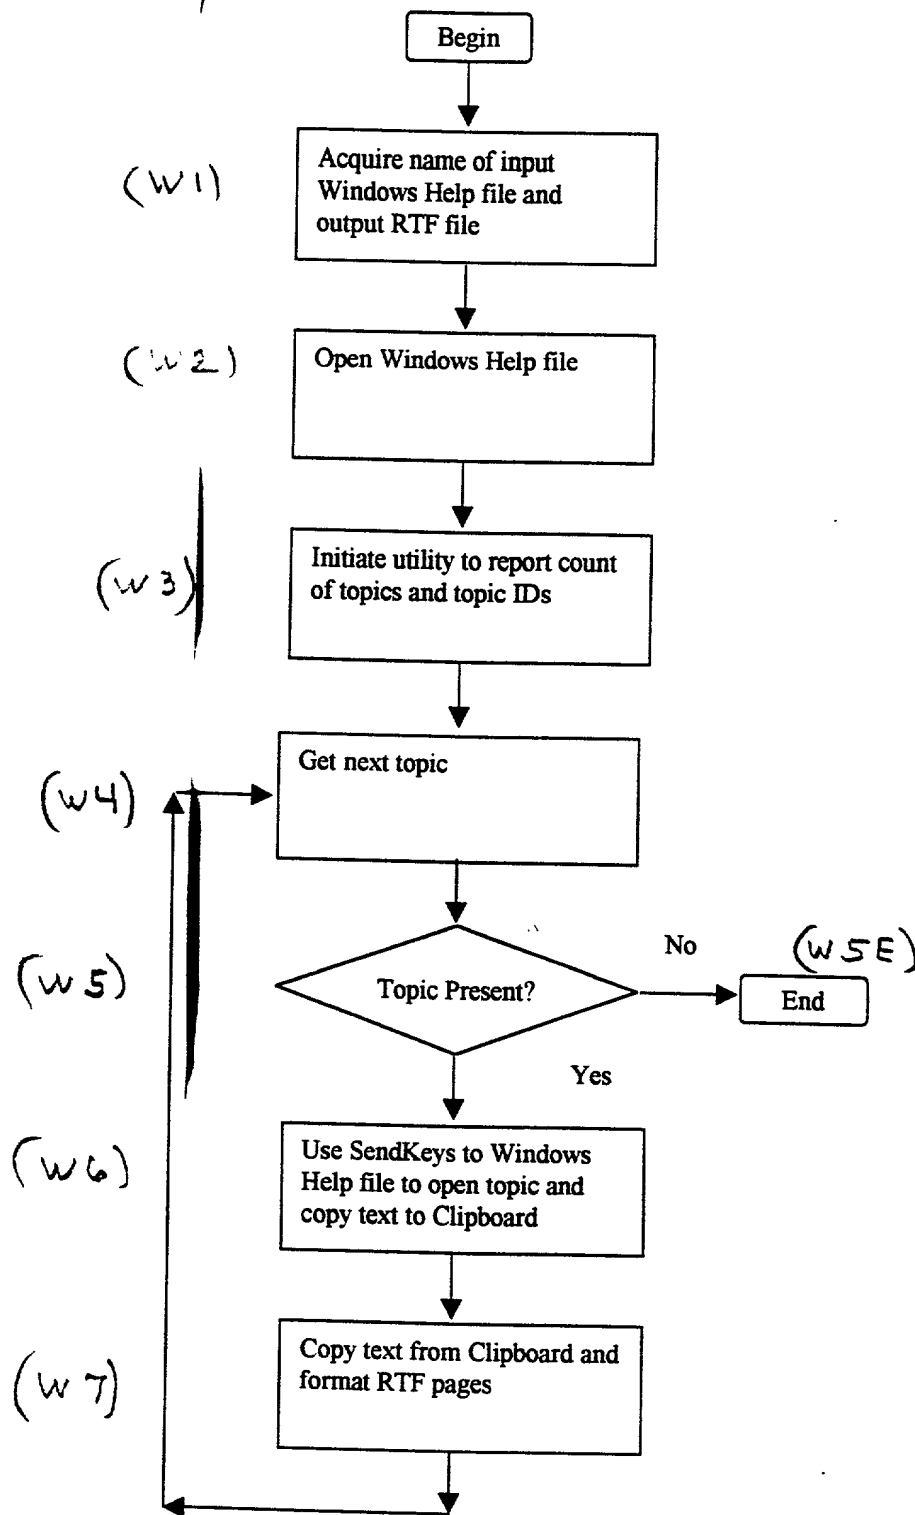 Begin
(W1)
Acquire name of input
Windows Help file and
output RTF file
(W2)
Open Windows Help file
(W3)
Initiate utility to report count
of topics and topic IDs
(W4)
Get next topic
(W5)
Topic Present?
No
(W5E)
End
Yes
(W6)
Use SendKeys to Windows
Help file to open topic and
copy text to Clipboard
(W7)
Copy text from Clipboard and
format RTF pages